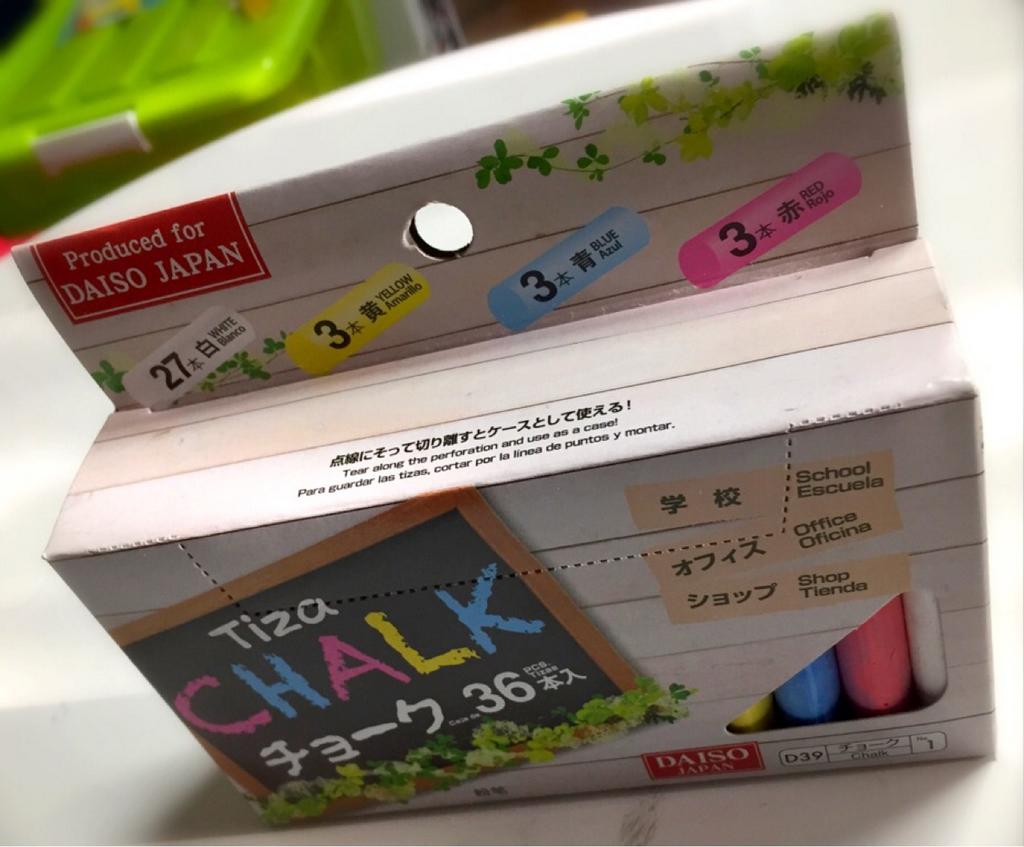 Produced for
DAISO JAPAN
27本 白 WHITE Blanco
3本 黄 YELLOW Amarillo
3本 青 BLUE Azul
3本 赤 RED Rojo
点線にそって切り離すとケースとして使える!
Tear along the perforation and use as a case!
Para guardar las tizas, cortar por la línea de puntos y montar.
学校 School Escuela
オフィス Office Oficina
ショップ Shop Tienda
Tiza
CHALK
チョーク Caja de 36 PCS. Tizas 本入
粉笔
DAISO
JAPAN
D39 チョーク Chalk No. 1